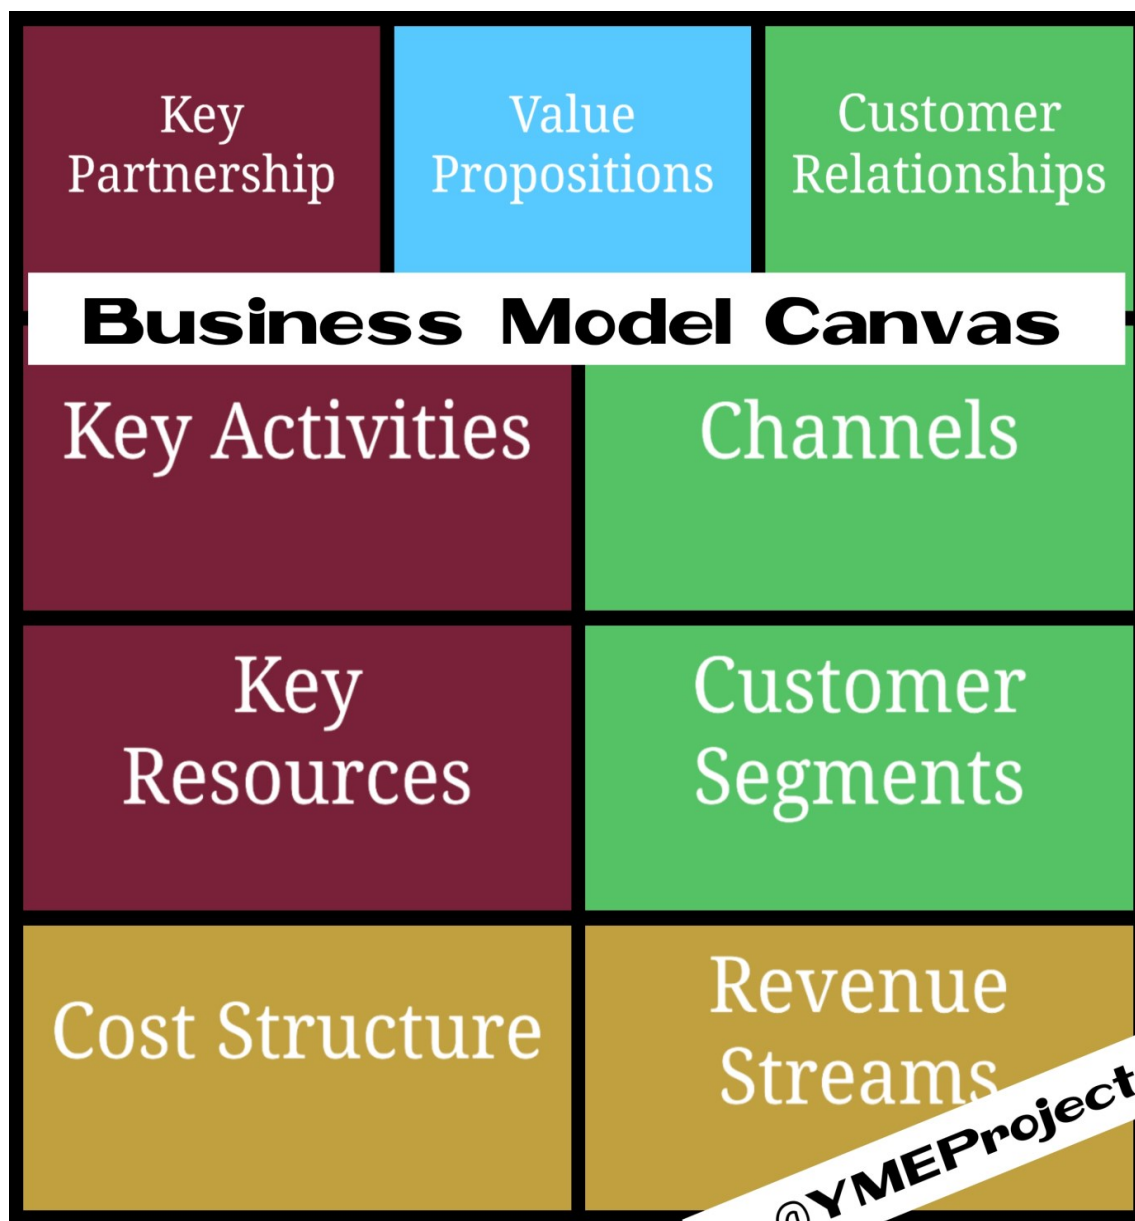 Key
Partnership
Value
Propositions
Customer
Relationships
Business Model Canvas
Key Activities
Channels
Key
Resources
Customer
Segments
Cost Structure
Revenue
Streams
@YMEProject